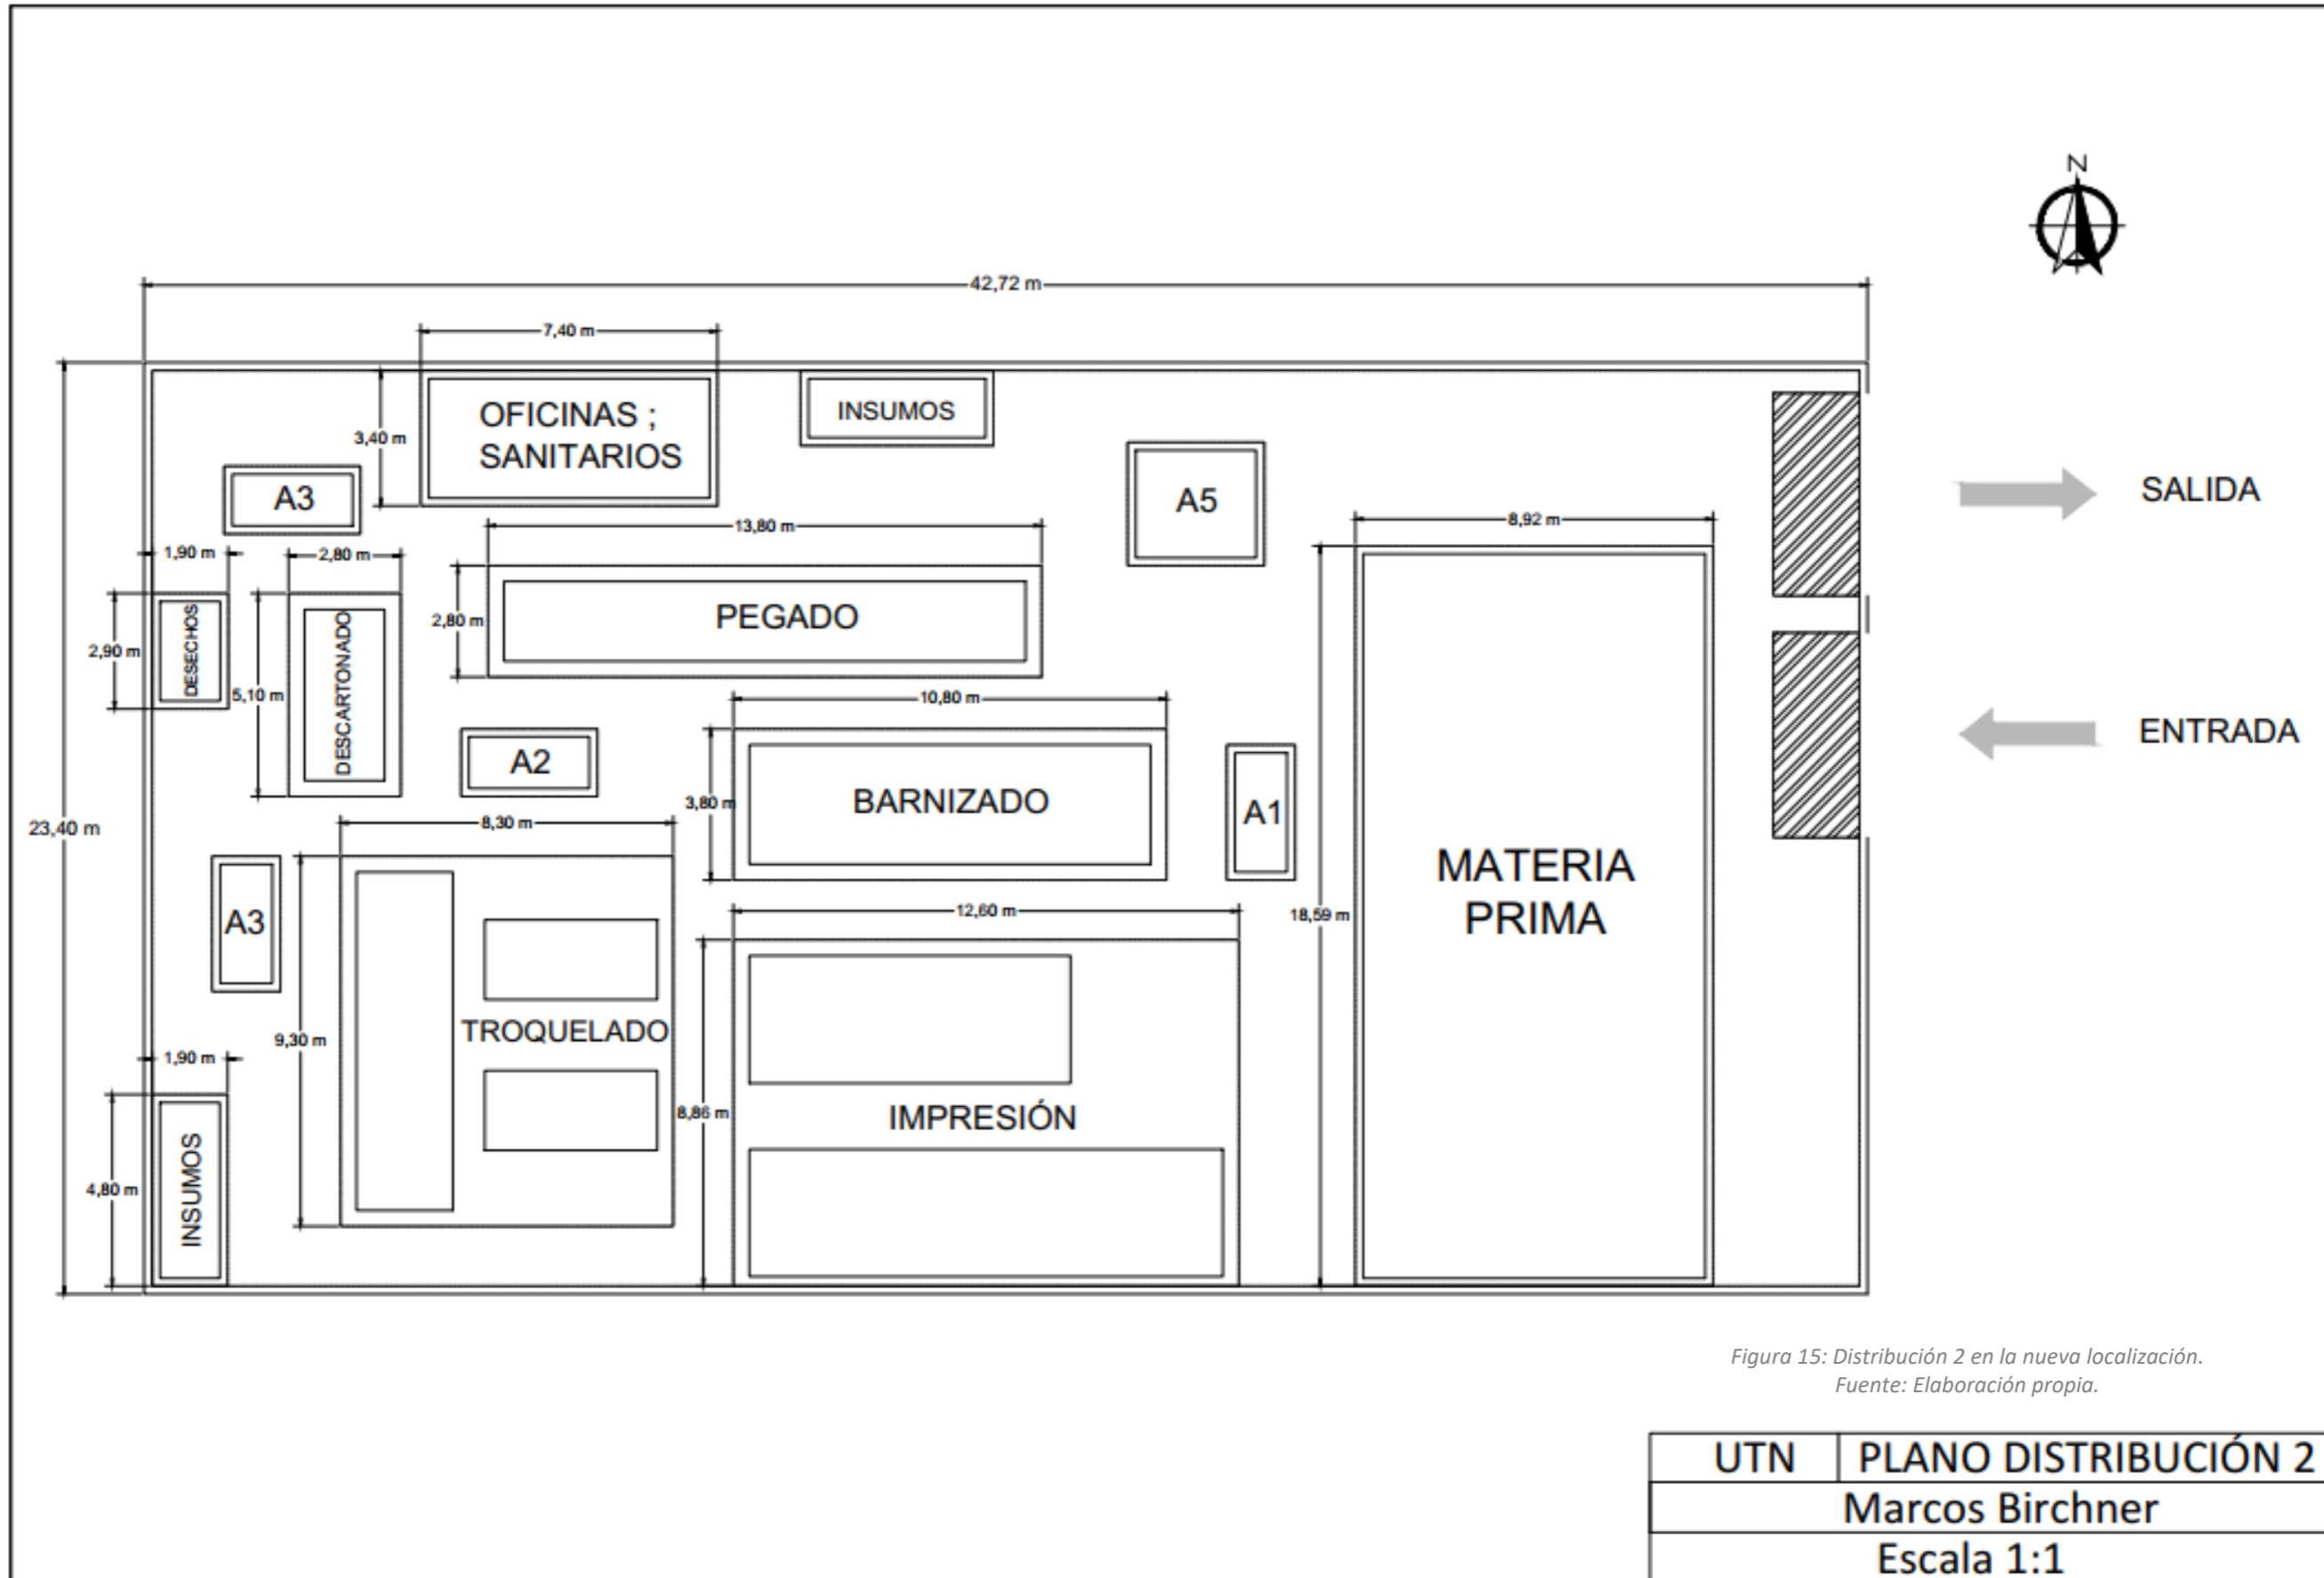 N
42,72 m
7,40 m
OFICINAS ;
SANITARIOS
3,40 m
INSUMOS
A3
A5
SALIDA
13,80 m
8,92 m
1,90 m
2,80 m
PEGADO
2,80 m
DESECHOS
2,90 m
5,10 m
DESCARTONADO
10,80 m
ENTRADA
A2
BARNIZADO
3,80 m
A1
23,40 m
8,30 m
MATERIA
PRIMA
A3
12,60 m
18,59 m
TROQUELADO
9,30 m
1,90 m
8,86 m
IMPRESIÓN
4,80 m
INSUMOS
Figura 15: Distribución 2 en la nueva localización.
Fuente: Elaboración propia.
UTN PLANO DISTRIBUCIÓN 2
Marcos Birchner
Escala 1:1